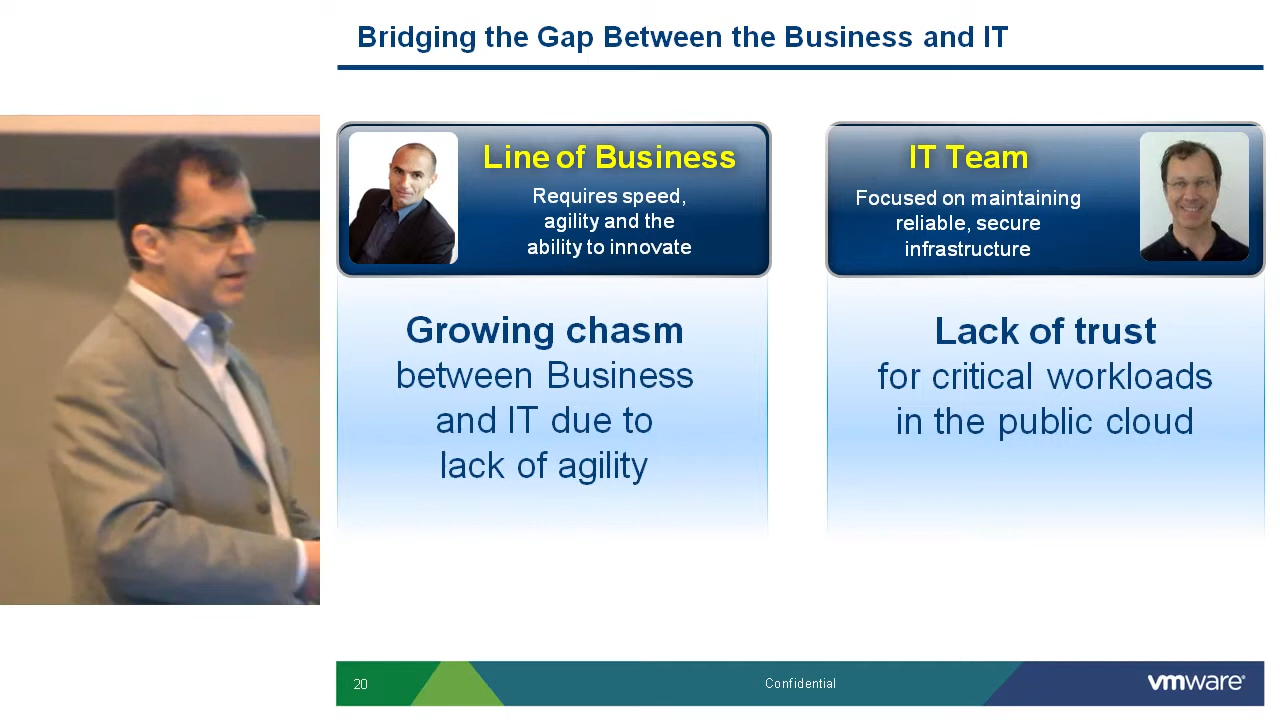 Bridging the Gap Between the Business and IT
Line of Business
Requires speed,
agility and the
ability to innovate
IT Team
Focused on maintaining
reliable, secure
infrastructure
Growing chasm
between Business
and IT due to
lack of agility
Lack of trust
for critical workloads
in the public cloud
20
Confidential
vmware®